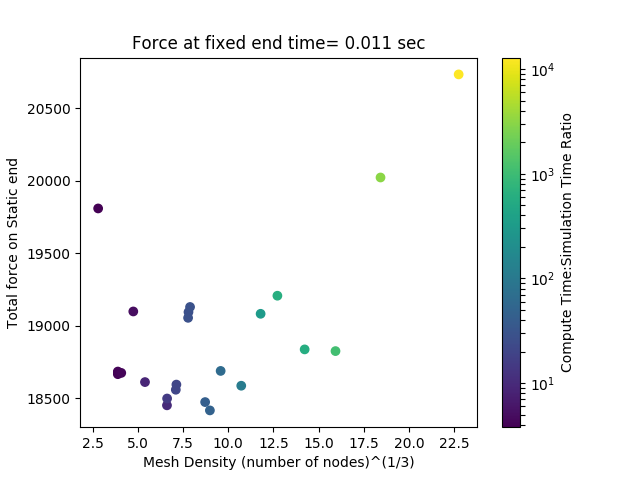 Force at fixed end time= 0.011 sec
Total force on Static end
20500
20000
19500
19000
18500
2.5 5.0 7.5 10.0 12.5 15.0 17.5 20.0 22.5
Mesh Density (number of nodes)^(1/3)
10^4
10^3
10^2
10^1
Compute Time:Simulation Time Ratio